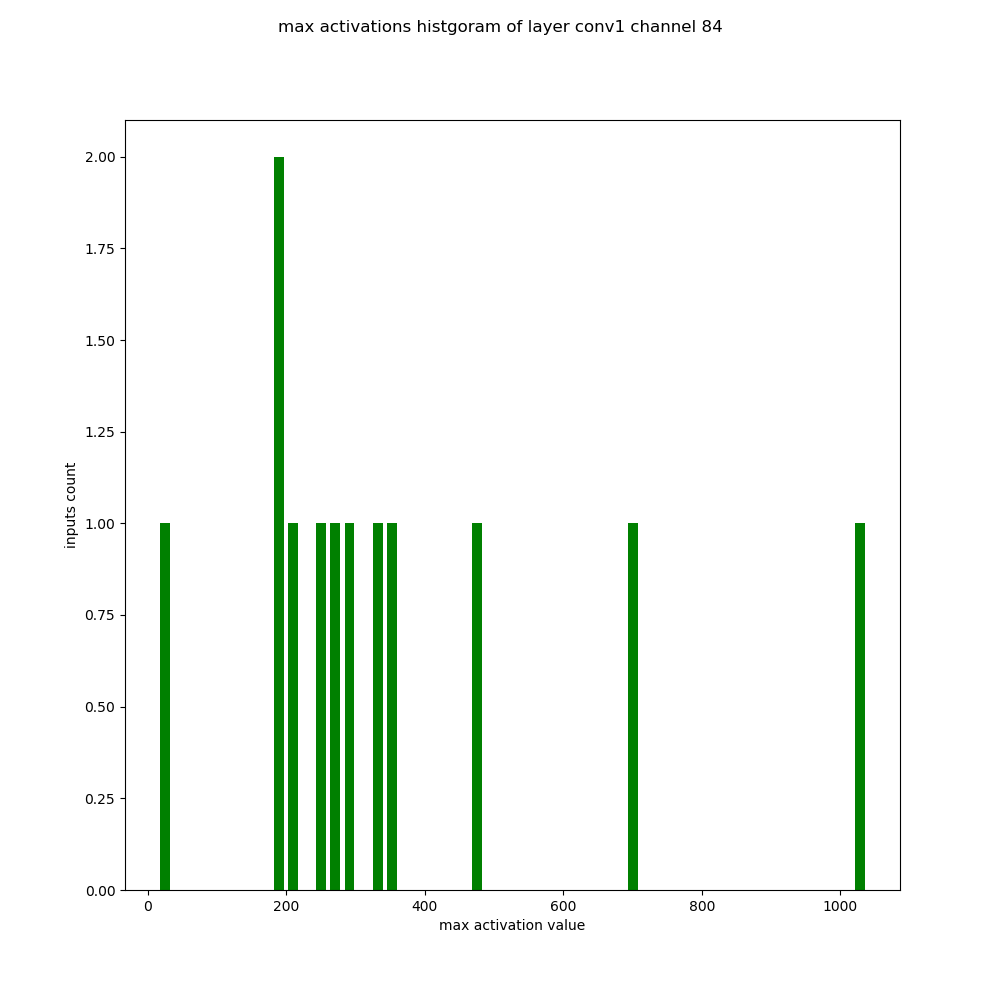 max activations histgoram of layer conv1 channel 84
2.00
1.75
1.50
1.25
1.00
0.75
0.50
0.25
0.00
inputs count
0 200 400 600 800 1000
max activation value